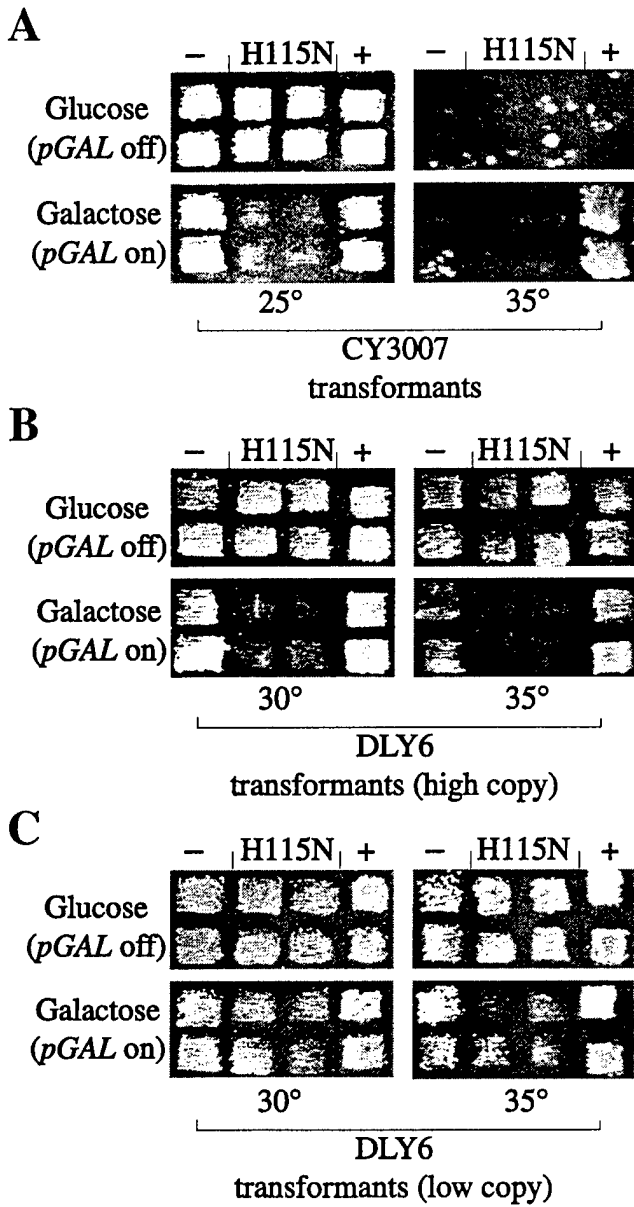 A
– H115N + – H115N +
Glucose
(pGAL off)
Galactose
(pGAL on)
25° 35°
CY3007
transformants
B
– H115N + – H115N +
Glucose
(pGAL off)
Galactose
(pGAL on)
30° 35°
DLY6
transformants (high copy)
C
– H115N + – H115N +
Glucose
(pGAL off)
Galactose
(pGAL on)
30° 35°
DLY6
transformants (low copy)